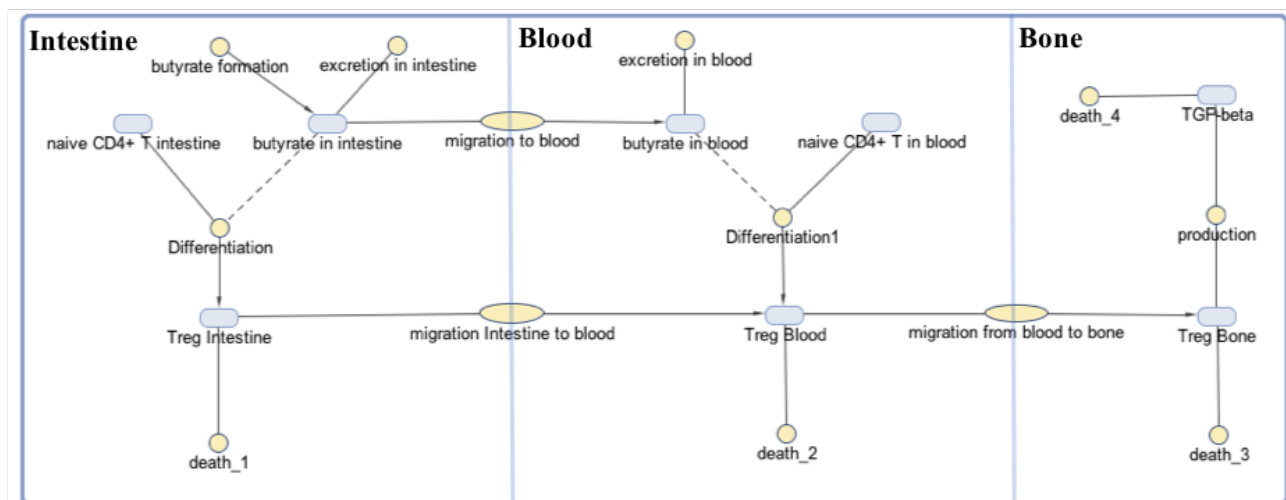 Intestine
Blood
Bone
butyrate formation
excretion in intestine
excretion in blood
death_4
TGF-beta
naive CD4+ T intestine
butyrate in intestine
migration to blood
butyrate in blood
naive CD4+ T in blood
Differentiation
Differentiation1
production
Treg Intestine
migration Intestine to blood
Treg Blood
migration from blood to bone
Treg Bone
death_1
death_2
death_3